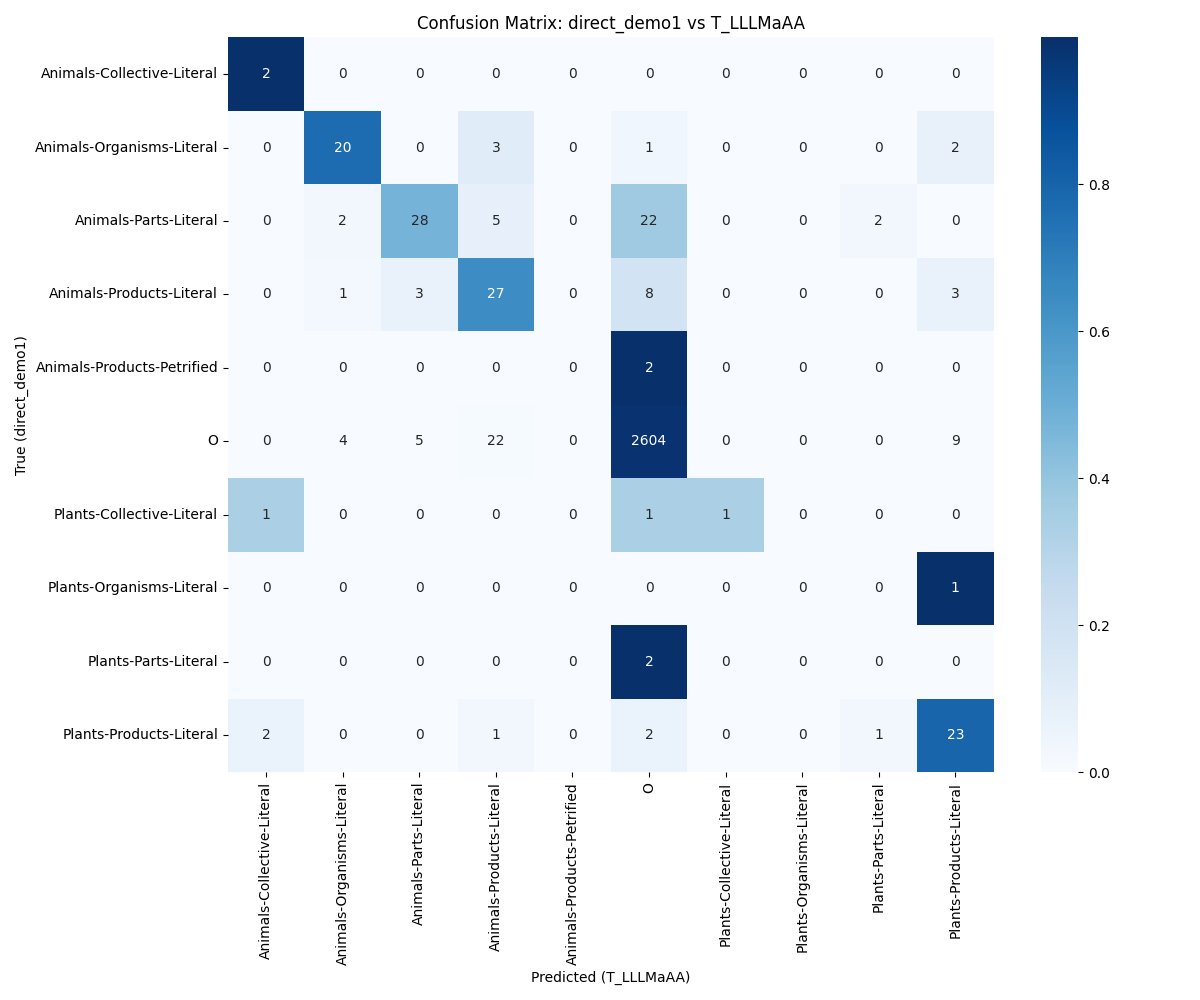 Confusion Matrix: direct_demo1 vs T_LLLMaAA
True (direct_demo1)
Animals-Collective-Literal 2 0 0 0 0 0 0 0 0 0
Animals-Organisms-Literal 0 20 0 3 0 1 0 0 0 2
Animals-Parts-Literal 0 2 28 5 0 22 0 0 2 0
Animals-Products-Literal 0 1 3 27 0 8 0 0 0 3
Animals-Products-Petrified 0 0 0 0 0 2 0 0 0 0
O 0 4 5 22 0 2604 0 0 0 9
Plants-Collective-Literal 1 0 0 0 0 1 1 0 0 0
Plants-Organisms-Literal 0 0 0 0 0 0 0 0 0 1
Plants-Parts-Literal 0 0 0 0 0 2 0 0 0 0
Plants-Products-Literal 2 0 0 1 0 2 0 0 1 23
Animals-Collective-Literal
Animals-Organisms-Literal
Animals-Parts-Literal
Animals-Products-Literal
Animals-Products-Petrified
O
Plants-Collective-Literal
Plants-Organisms-Literal
Plants-Parts-Literal
Plants-Products-Literal
Predicted (T_LLLMaAA)
0.8
0.6
0.4
0.2
0.0